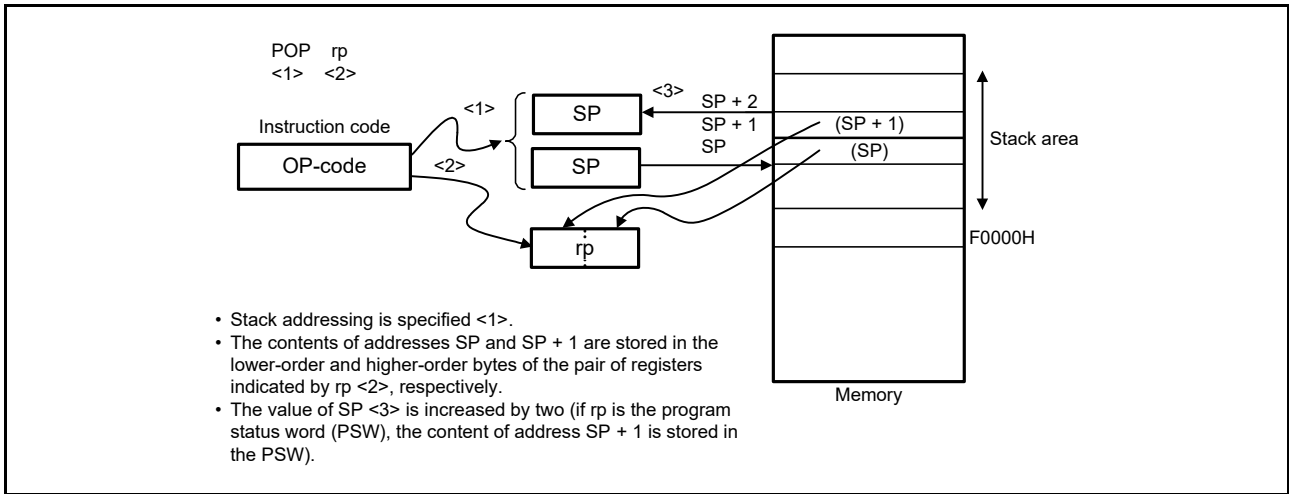 POP rp
<1> <2>
Instruction code
OP-code
<1>
<2>
SP
SP
rp
<3>
SP + 2
SP + 1
SP
(SP + 1)
(SP)
Stack area
F0000H
Memory
• Stack addressing is specified <1>.
• The contents of addresses SP and SP + 1 are stored in the
lower-order and higher-order bytes of the pair of registers
indicated by rp <2>, respectively.
• The value of SP <3> is increased by two (if rp is the program
status word (PSW), the content of address SP + 1 is stored in
the PSW).